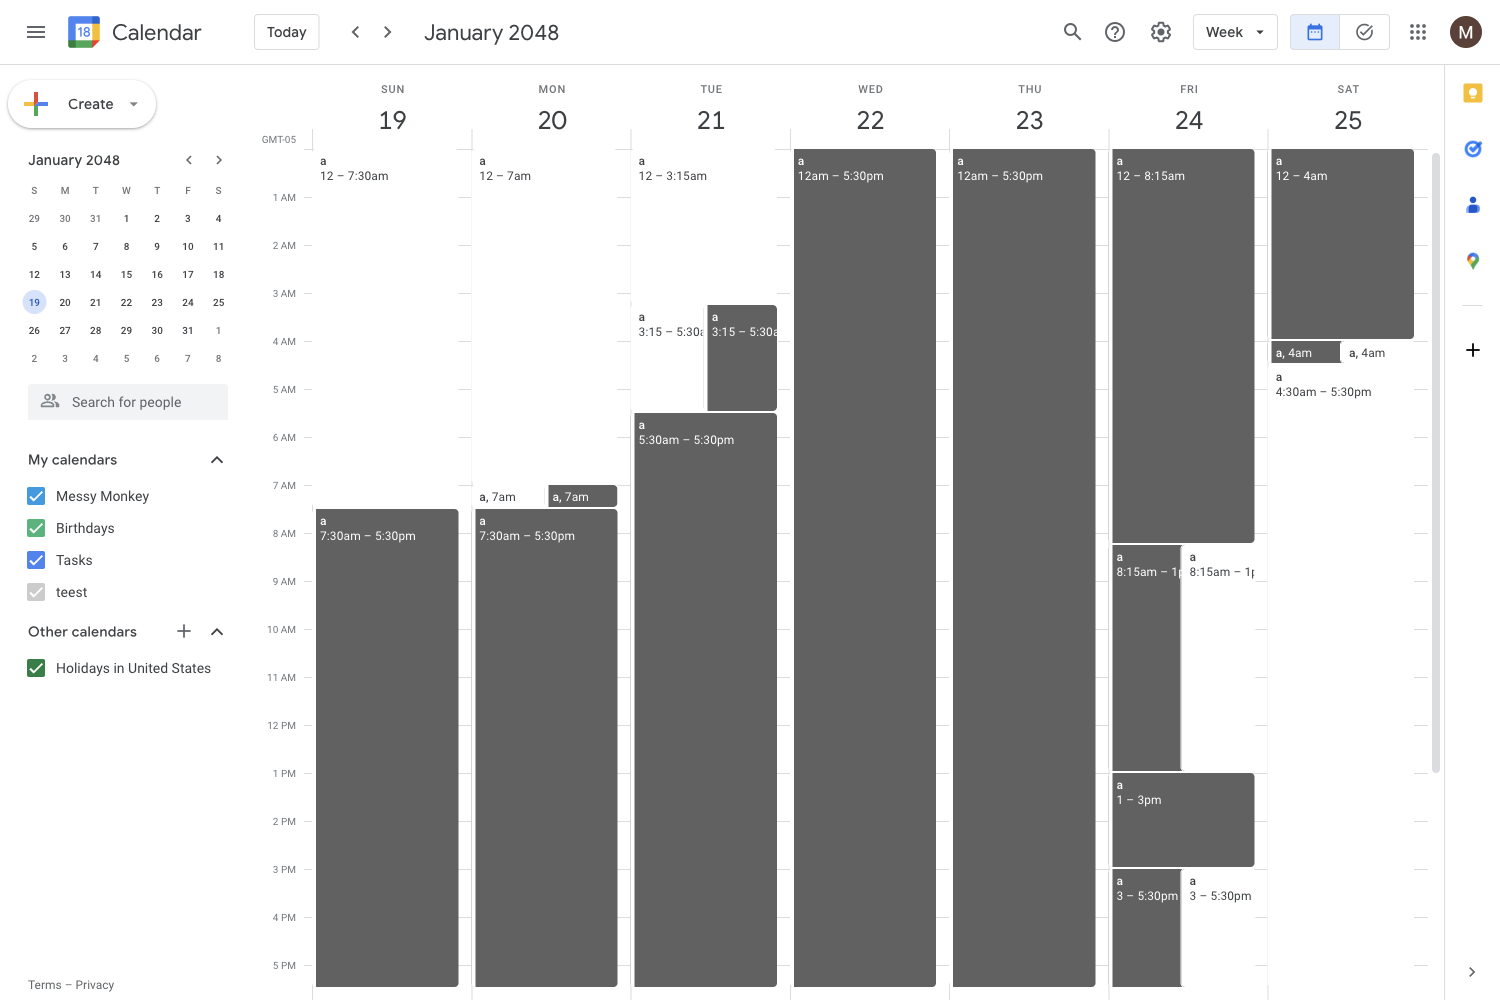 18 Calendar Today January 2048 Week M
Create
January 2048
S M T W T F S
29 30 31 1 2 3 4
5 6 7 8 9 10 11
12 13 14 15 16 17 18
19 20 21 22 23 24 25
26 27 28 29 30 31 1
2 3 4 5 6 7 8
Search for people
My calendars
Messy Monkey
Birthdays
Tasks
teest
Other calendars
Holidays in United States
Terms – Privacy
SUN MON TUE WED THU FRI SAT
19 20 21 22 23 24 25
GMT-05
1 AM
2 AM
3 AM
4 AM
5 AM
6 AM
7 AM
8 AM
9 AM
10 AM
11 AM
12 PM
1 PM
2 PM
3 PM
4 PM
5 PM
a
12 – 7:30am
a
7:30am – 5:30pm
a
12 – 7am
a, 7am
a, 7am
a
7:30am – 5:30pm
a
12 – 3:15am
a
3:15 – 5:30a
a
3:15 – 5:30a
a
5:30am – 5:30pm
a
12am – 5:30pm
a
12am – 5:30pm
a
12 – 8:15am
a
8:15am – 1p
a
8:15am – 1p
a
1 – 3pm
a
3 – 5:30pm
a
3 – 5:30pm
a
12 – 4am
a, 4am
a, 4am
a
4:30am – 5:30pm